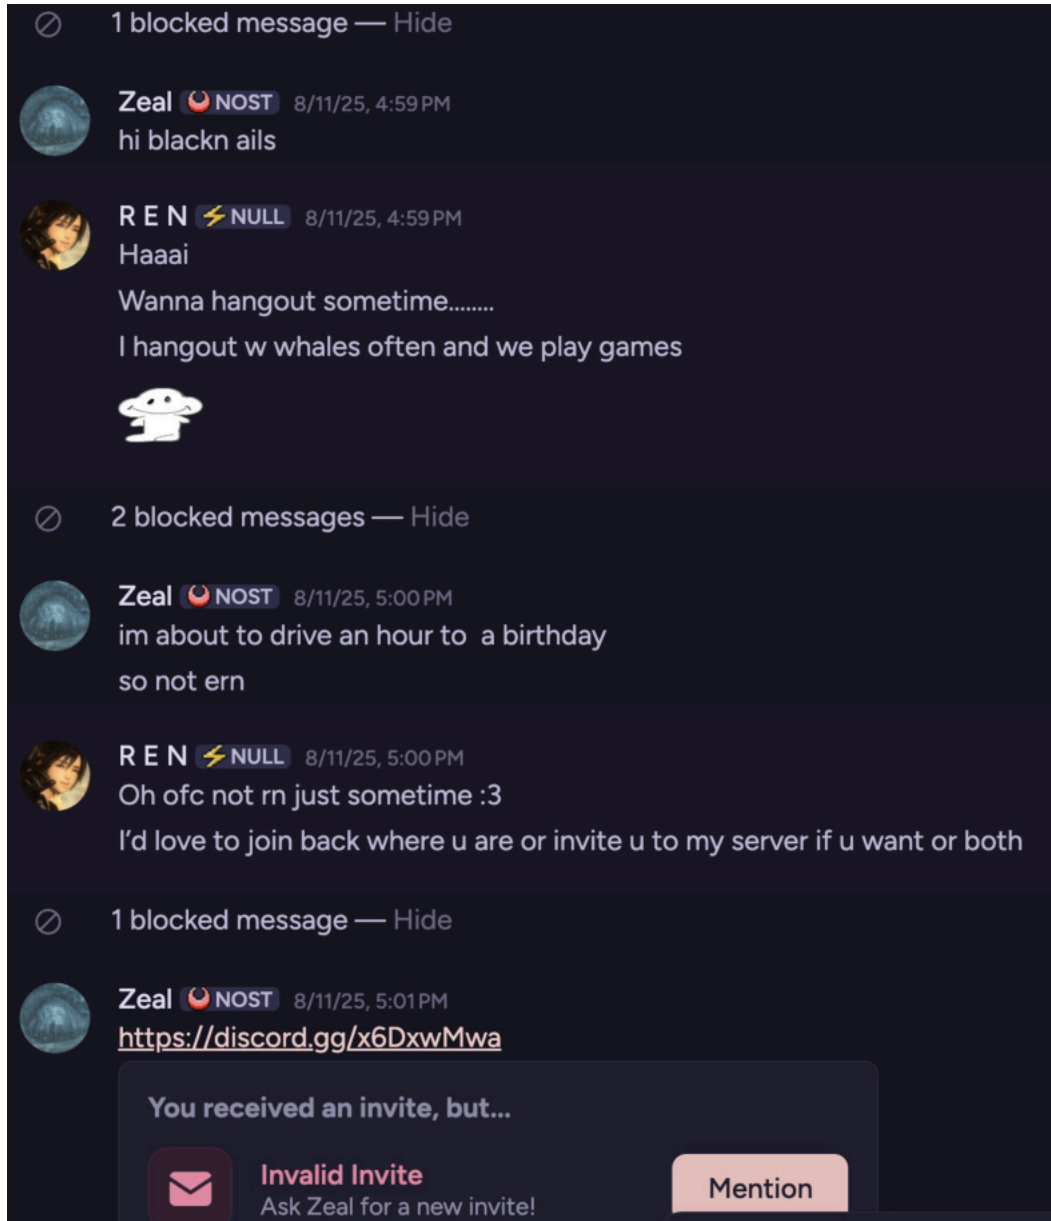 1 blocked message — Hide
Zeal NOST 8/11/25, 4:59 PM
hi blackn ails
R E N NULL 8/11/25, 4:59 PM
Haaai
Wanna hangout sometime........
I hangout w whales often and we play games
2 blocked messages — Hide
Zeal NOST 8/11/25, 5:00 PM
im about to drive an hour to  a birthday
so not ern
R E N NULL 8/11/25, 5:00 PM
Oh ofc not rn just sometime :3
I’d love to join back where u are or invite u to my server if u want or both
1 blocked message — Hide
Zeal NOST 8/11/25, 5:01 PM
https://discord.gg/x6DxwMwa
You received an invite, but...
Invalid Invite
Mention
Ask Zeal for a new invite!